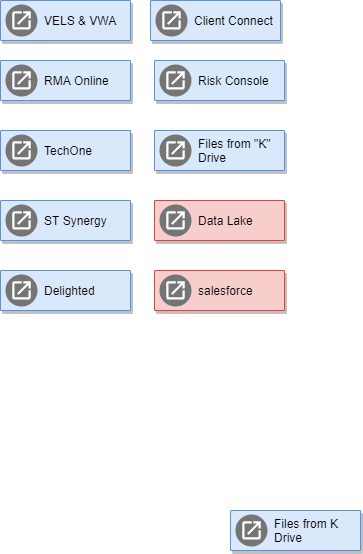 VELS & VWA
Client Connect
RMA Online
Risk Console
TechOne
Files from "K"
Drive
ST Synergy
Data Lake
Delighted
salesforce
Files from K
Drive